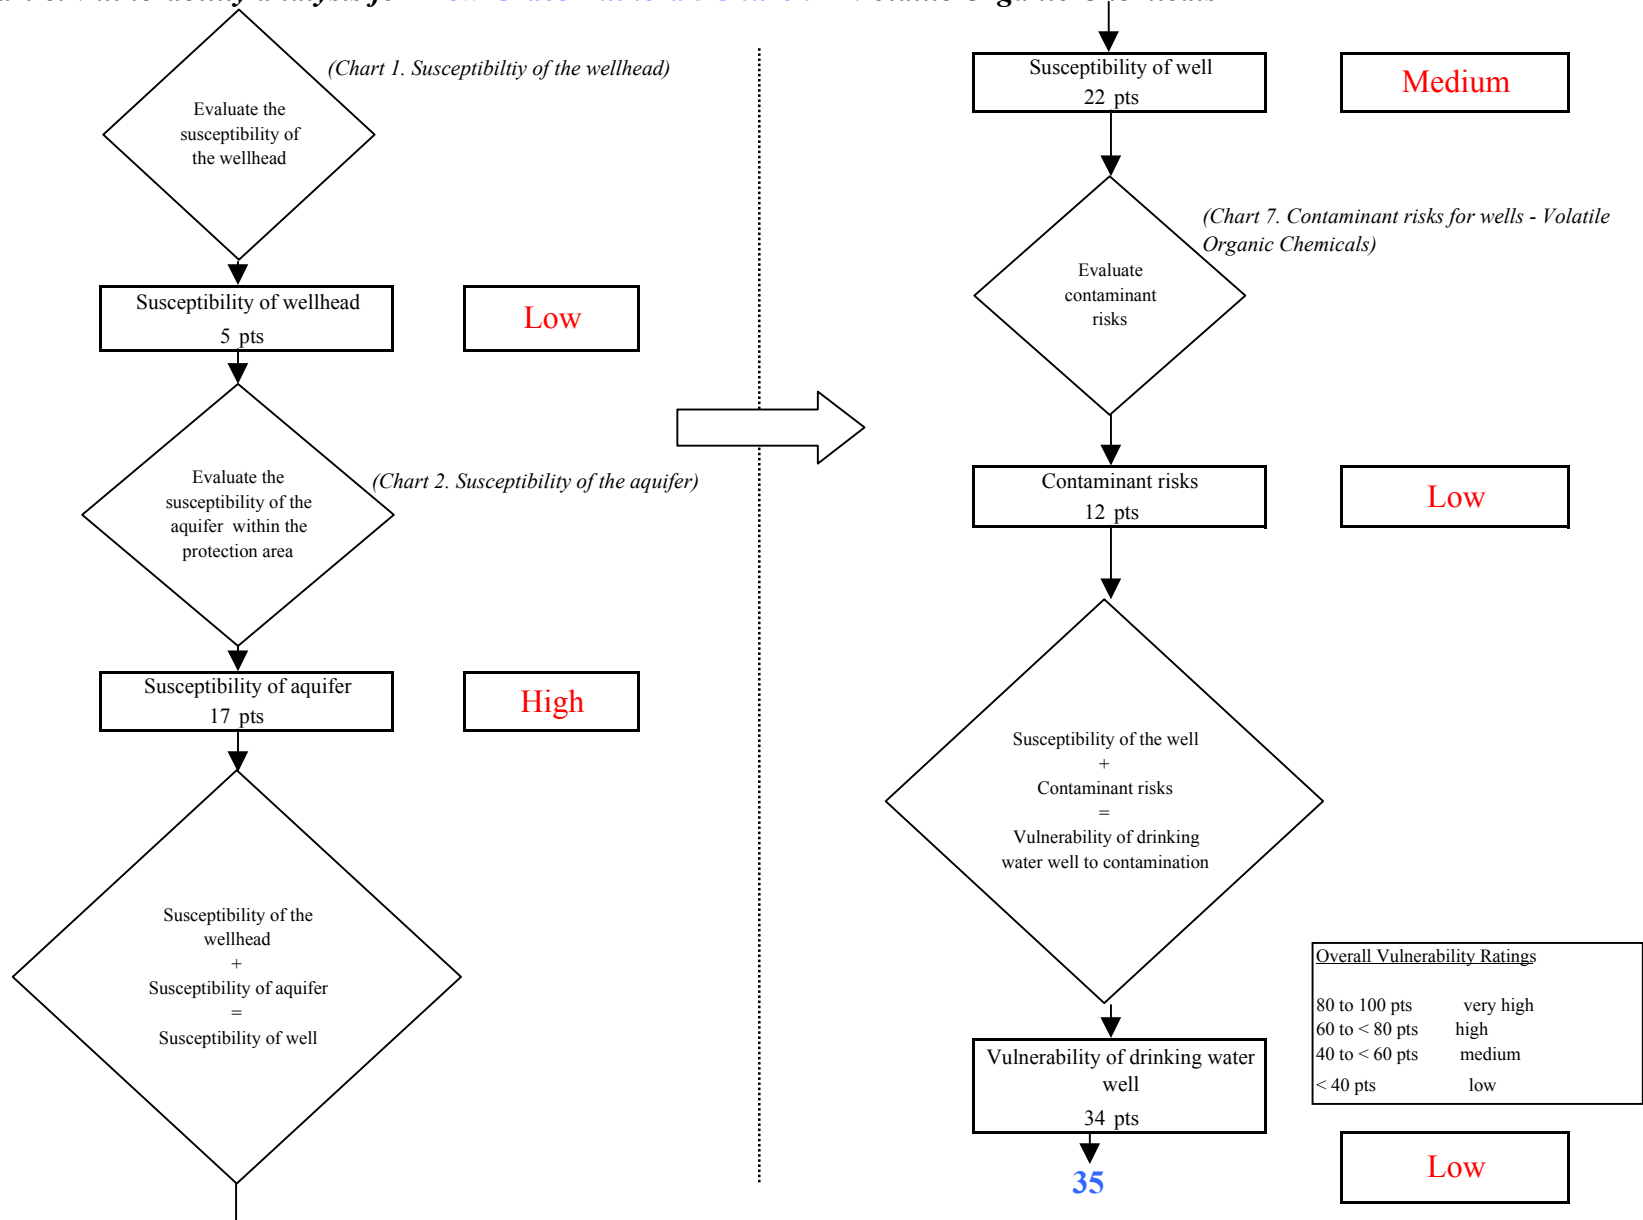 Volatile Organic Chemicals
(Chart 1. Susceptibiltiy of the wellhead)
Evaluate the
susceptibility of
the wellhead
Susceptibility of wellhead
5 pts
Low
Evaluate the
susceptibility of the
aquifer within the
protection area
(Chart 2. Susceptibility of the aquifer)
Susceptibility of aquifer
17 pts
High
Susceptibility of the
wellhead
+
Susceptibility of aquifer
=
Susceptibility of well
Susceptibility of well
22 pts
Medium
(Chart 7. Contaminant risks for wells - Volatile
Organic Chemicals)
Evaluate
contaminant
risks
Contaminant risks
12 pts
Low
Susceptibility of the well
+
Contaminant risks
=
Vulnerability of drinking
water well to contamination
Overall Vulnerability Ratings
80 to 100 pts very high
60 to < 80 pts high
40 to < 60 pts medium
< 40 pts low
Vulnerability of drinking water
well
34 pts
35
Low